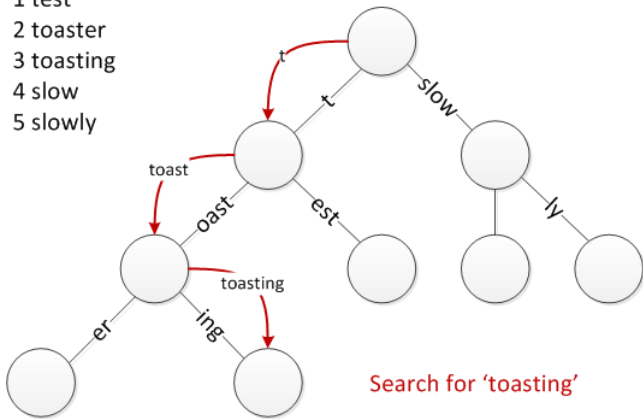 1 test
2 toaster
3 toasting
4 slow
5 slowly
t
t
slow
toast
oast
est
ly
toasting
er
ing
Search for ‘toasting’